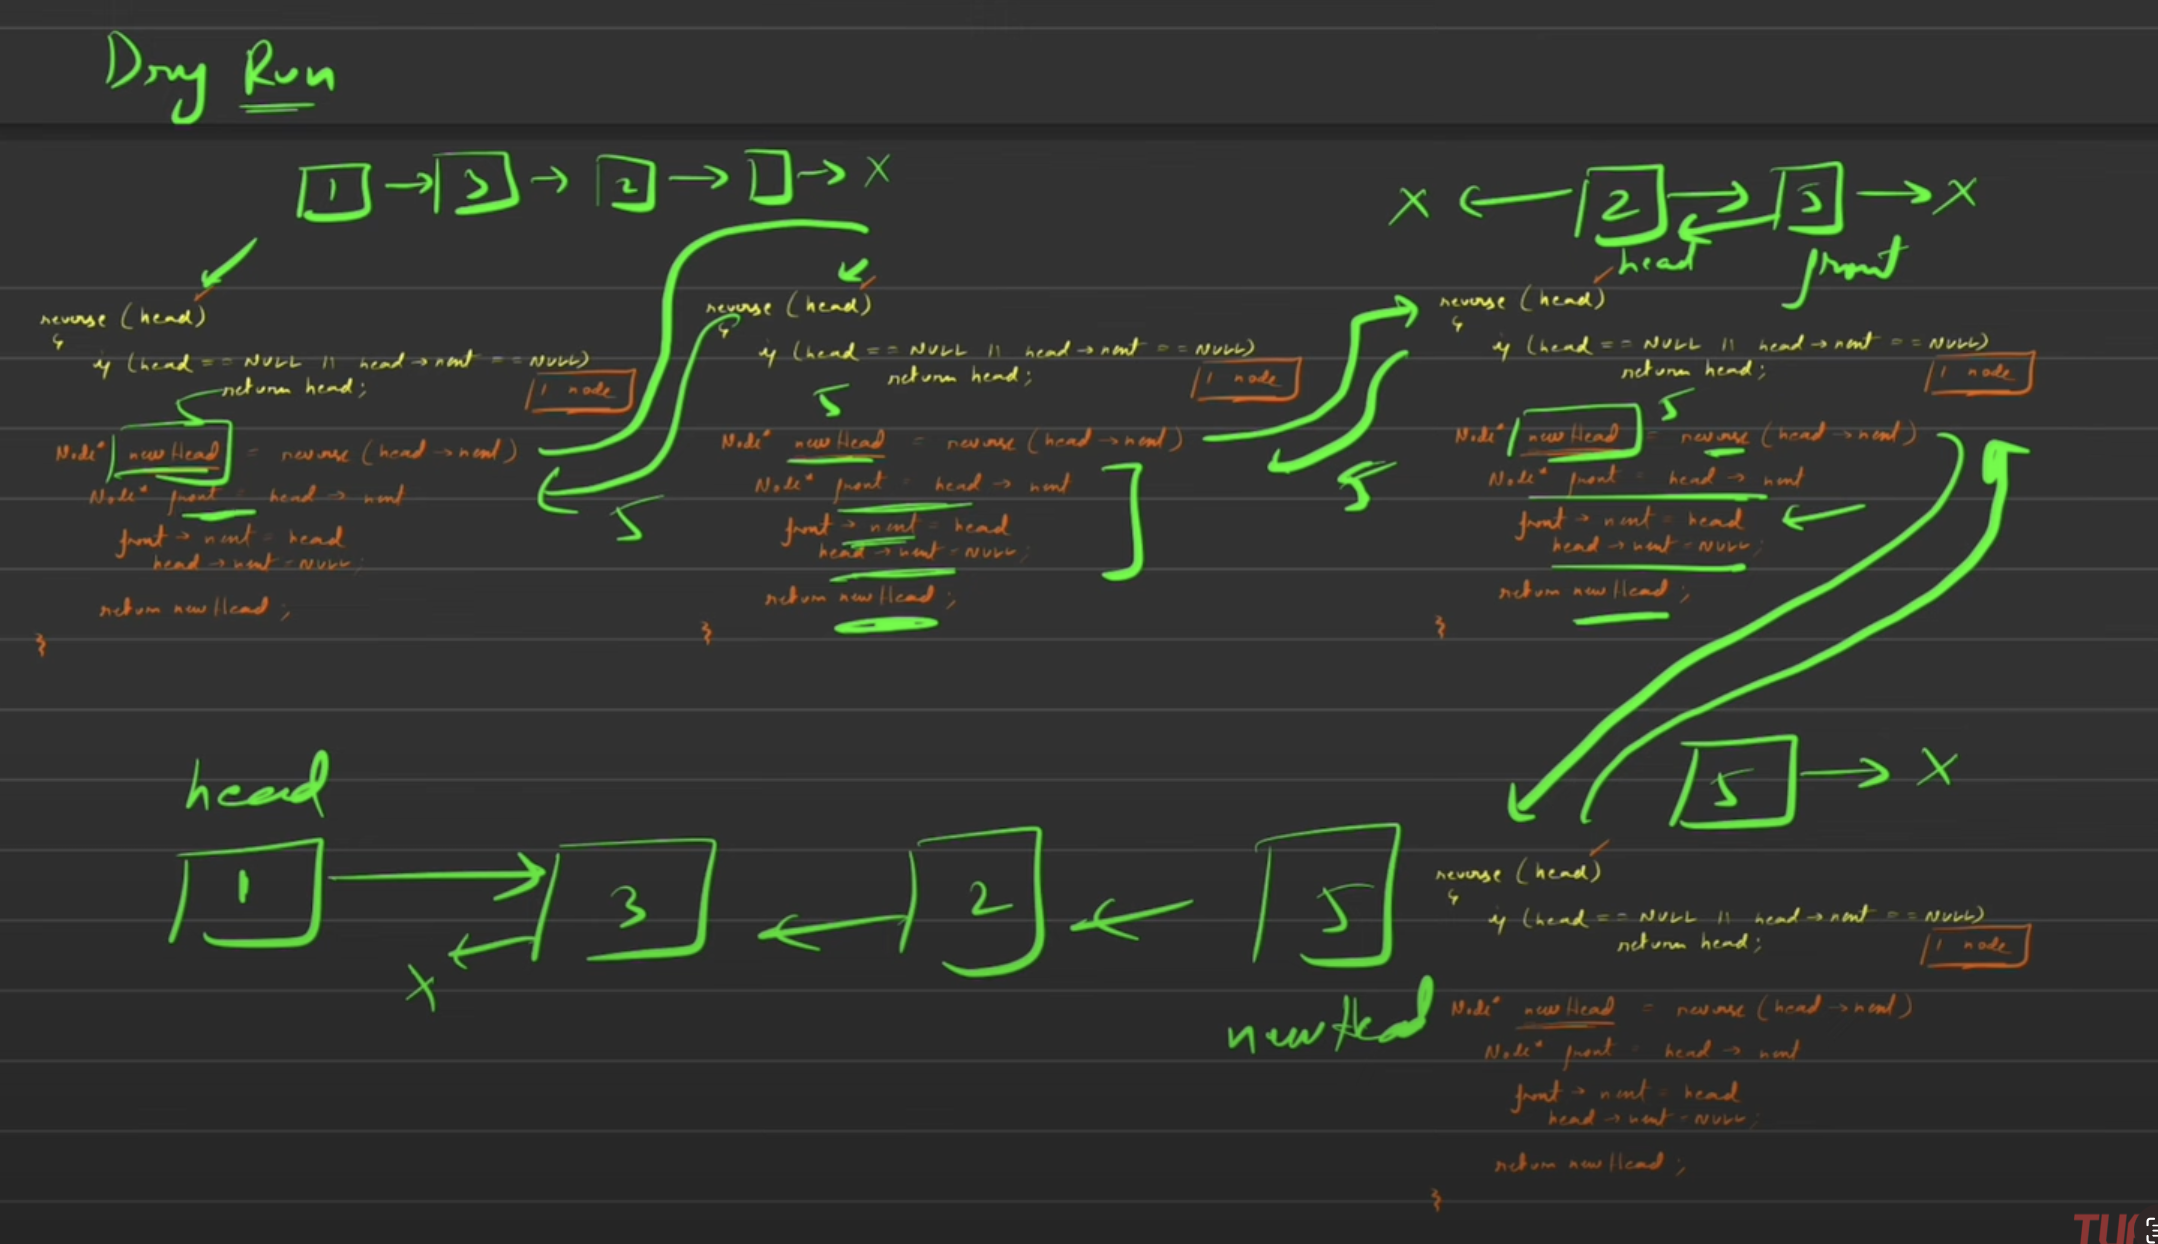 Dry Run
1 → 3 → 2 → → X
X ← 2 → 5 → X
head front
reverse (head)
{
if (head == NULL || head → next == NULL)
return head;
1 node
5
Node* newHead = reverse (head → next)
Node* front = head → next
front → next = head
head → next = NULL;
return newHead;
}
reverse (head)
{
if (head == NULL || head → next == NULL)
return head;
1 node
5
Node* newHead = reverse (head → next)
Node* front = head → next
front → next = head
head → next = NULL;
return newHead;
}
5
reverse (head)
{
if (head == NULL || head → next == NULL)
return head;
1 node
5
Node* newHead = reverse (head → next)
Node* front = head → next
front → next = head
head → next = NULL;
return newHead;
}
5 → X
head
1 → 3 ← 2 ← 5
X
newHead
reverse (head)
{
if (head == NULL || head → next == NULL)
return head;
1 node
Node* newHead = reverse (head → next)
Node* front = head → next
front → next = head
head → next = NULL;
return newHead;
}